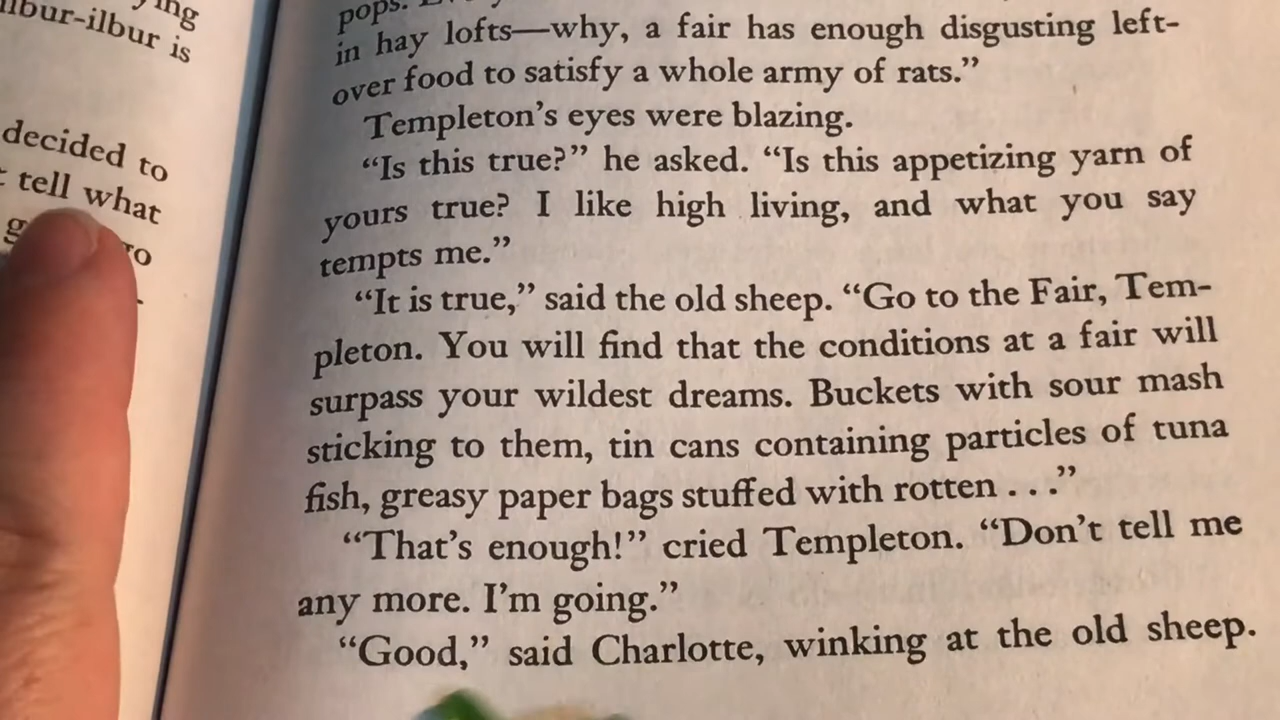 ying
ilbur-ilbur is
decided to
tell what
pops.
in hay lofts—why, a fair has enough disgusting left-
over food to satisfy a whole army of rats.”
Templeton’s eyes were blazing.
“Is this true?” he asked. “Is this appetizing yarn of
yours true? I like high living, and what you say
tempts me.”
“It is true,” said the old sheep. “Go to the Fair, Tem-
pleton. You will find that the conditions at a fair will
surpass your wildest dreams. Buckets with sour mash
sticking to them, tin cans containing particles of tuna
fish, greasy paper bags stuffed with rotten . . .”
“That’s enough!” cried Templeton. “Don’t tell me
any more. I’m going.”
“Good,” said Charlotte, winking at the old sheep.